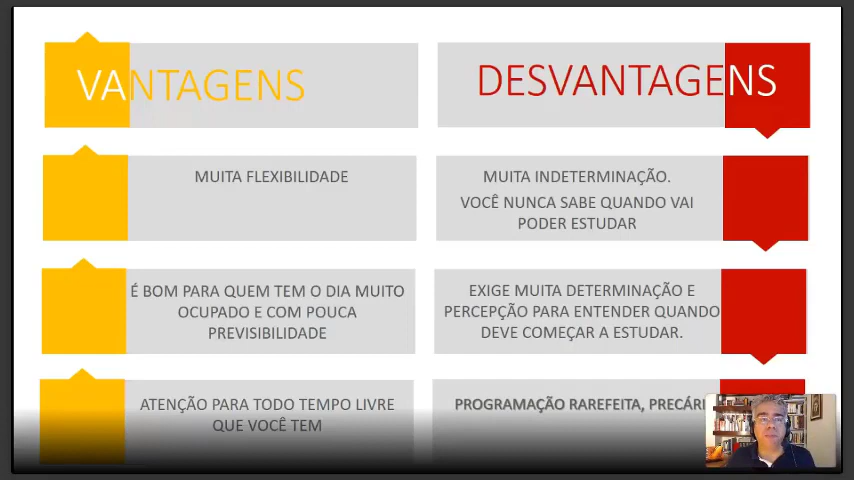 VANTAGENS
DESVANTAGENS
MUITA FLEXIBILIDADE
MUITA INDETERMINAÇÃO.
VOCÊ NUNCA SABE QUANDO VAI
PODER ESTUDAR
É BOM PARA QUEM TEM O DIA MUITO
OCUPADO E COM POUCA
PREVISIBILIDADE
EXIGE MUITA DETERMINAÇÃO E
PERCEPÇÃO PARA ENTENDER QUANDO
DEVE COMEÇAR A ESTUDAR.
ATENÇÃO PARA TODO TEMPO LIVRE
QUE VOCÊ TEM
PROGRAMAÇÃO RAREFEITA,